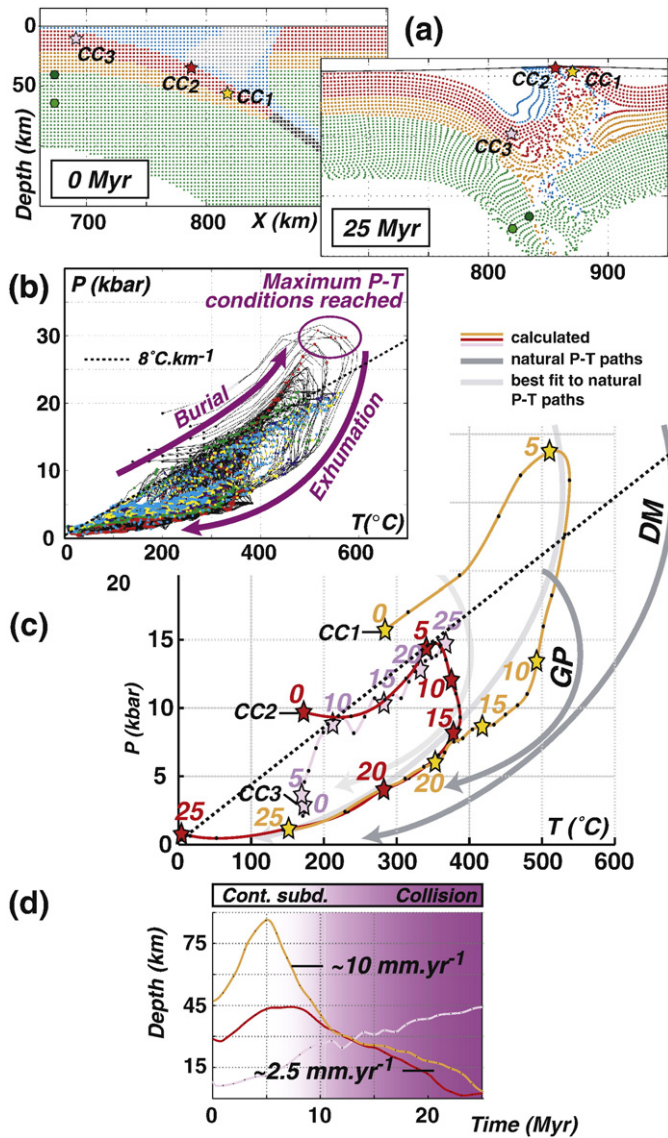 (a)
0
50
Depth (km)
CC3
CC2
CC1
0 Myr
700
X (km)
800
CC2
CC1
CC3
25 Myr
800
900
(b)
P (kbar)
Maximum P-T
conditions reached
30
20
10
0
8°C.km-1
Burial
Exhumation
T(°C)
0
200
400
600
calculated
natural P-T paths
best fit to natural
P-T paths
(c)
20
15
10
5
0
P (kbar)
CC1
0
5
10
15
20
25
CC2
0
5
10
15
20
25
CC3
0
5
10
15
20
25
GP
DM
0
100
200
300
400
500
600
T (°C)
(d)
Cont. subd.
Collision
Depth (km)
75
45
15
~10 mm.yr-1
~2.5 mm.yr-1
0
10
20
Time (Myr)